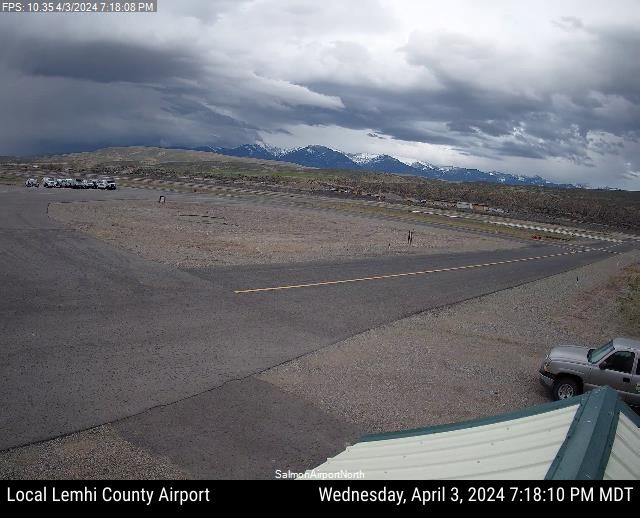 FPS: 10.35 4/3/2024 7:18:08 PM
SalmonAirportNorth
Local Lemhi County Airport
Wednesday, April 3, 2024 7:18:10 PM MDT